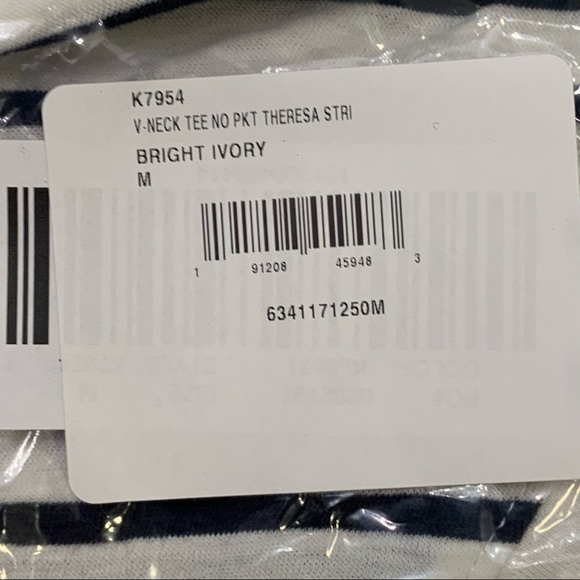 K7954
V-NECK TEE NO PKT THERESA STRI
BRIGHT IVORY
M
1 91208 45948 3
6341171250M